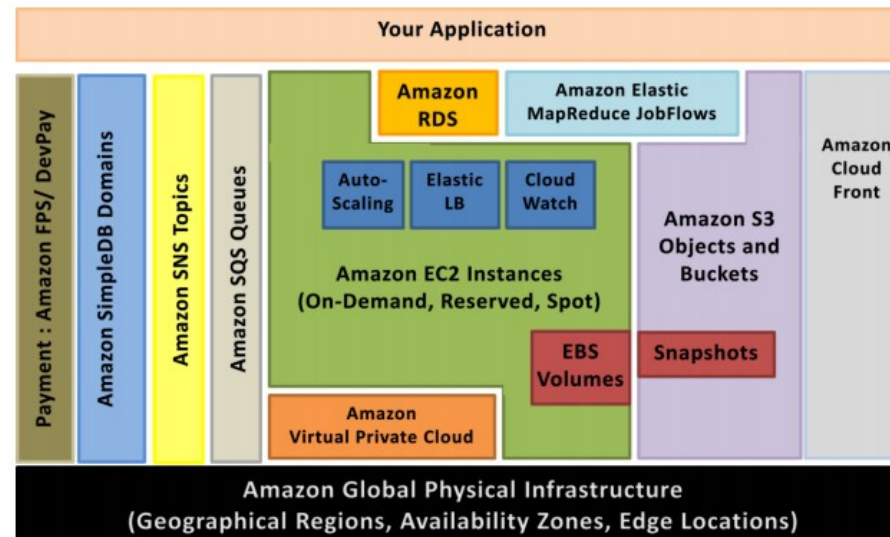 Your Application
Payment : Amazon FPS/ DevPay
Amazon SimpleDB Domains
Amazon SNS Topics
Amazon SQS Queues
Amazon
RDS
Amazon Elastic
MapReduce JobFlows
Auto-
Scaling
Elastic
LB
Cloud
Watch
Amazon EC2 Instances
(On-Demand, Reserved, Spot)
EBS
Volumes
Amazon
Virtual Private Cloud
Amazon S3
Objects and
Buckets
Snapshots
Amazon
Cloud
Front
Amazon Global Physical Infrastructure
(Geographical Regions, Availability Zones, Edge Locations)